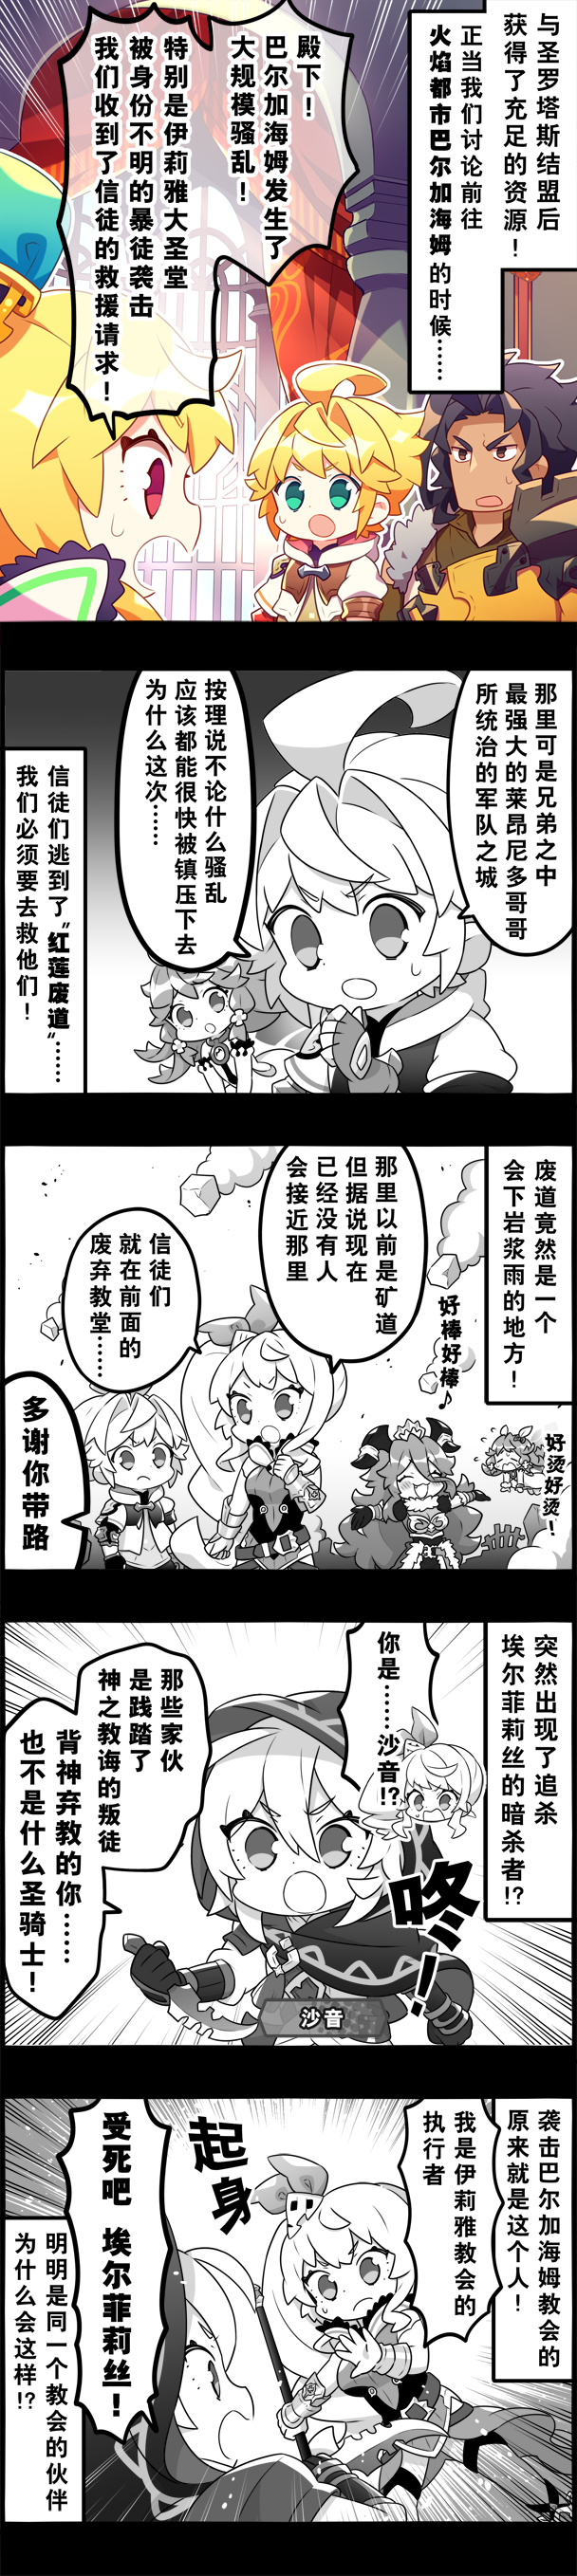 与圣罗塔斯结盟后
获得了充足的资源！
正当我们讨论前往
火焰都市巴尔加海姆的时候……
殿下！
巴尔加海姆发生了
大规模骚乱！
特别是伊莉雅大圣堂
被身份不明的暴徒袭击
我们收到了信徒的救援请求！
那里可是兄弟之中
最强大的莱昂尼多哥哥
所统治的军队之城
按理说不论什么骚乱
应该都能很快被镇压下去
为什么这次……
信徒们逃到了“红莲废道”……
我们必须要去救他们！
废道竟然是一个
会下岩浆雨的地方！
好棒好棒♪
好烫好烫！
那里以前是矿道
但据说现在
已经没有人
会接近那里
信徒们
就在前面的
废弃教堂……
多谢你带路
突然出现了追杀
埃尔菲莉丝的暗杀者!?
你是……沙音!?
咚！
那些家伙
是践踏了
神之教诲的叛徒
背神弃教的你……
也不是什么圣骑士！
沙音
袭击巴尔加海姆教会的
原来就是这个人！
我是伊莉雅教会的
执行者
起身
受死吧 埃尔菲莉丝！
明明是同一个教会的伙伴
为什么会这样!?